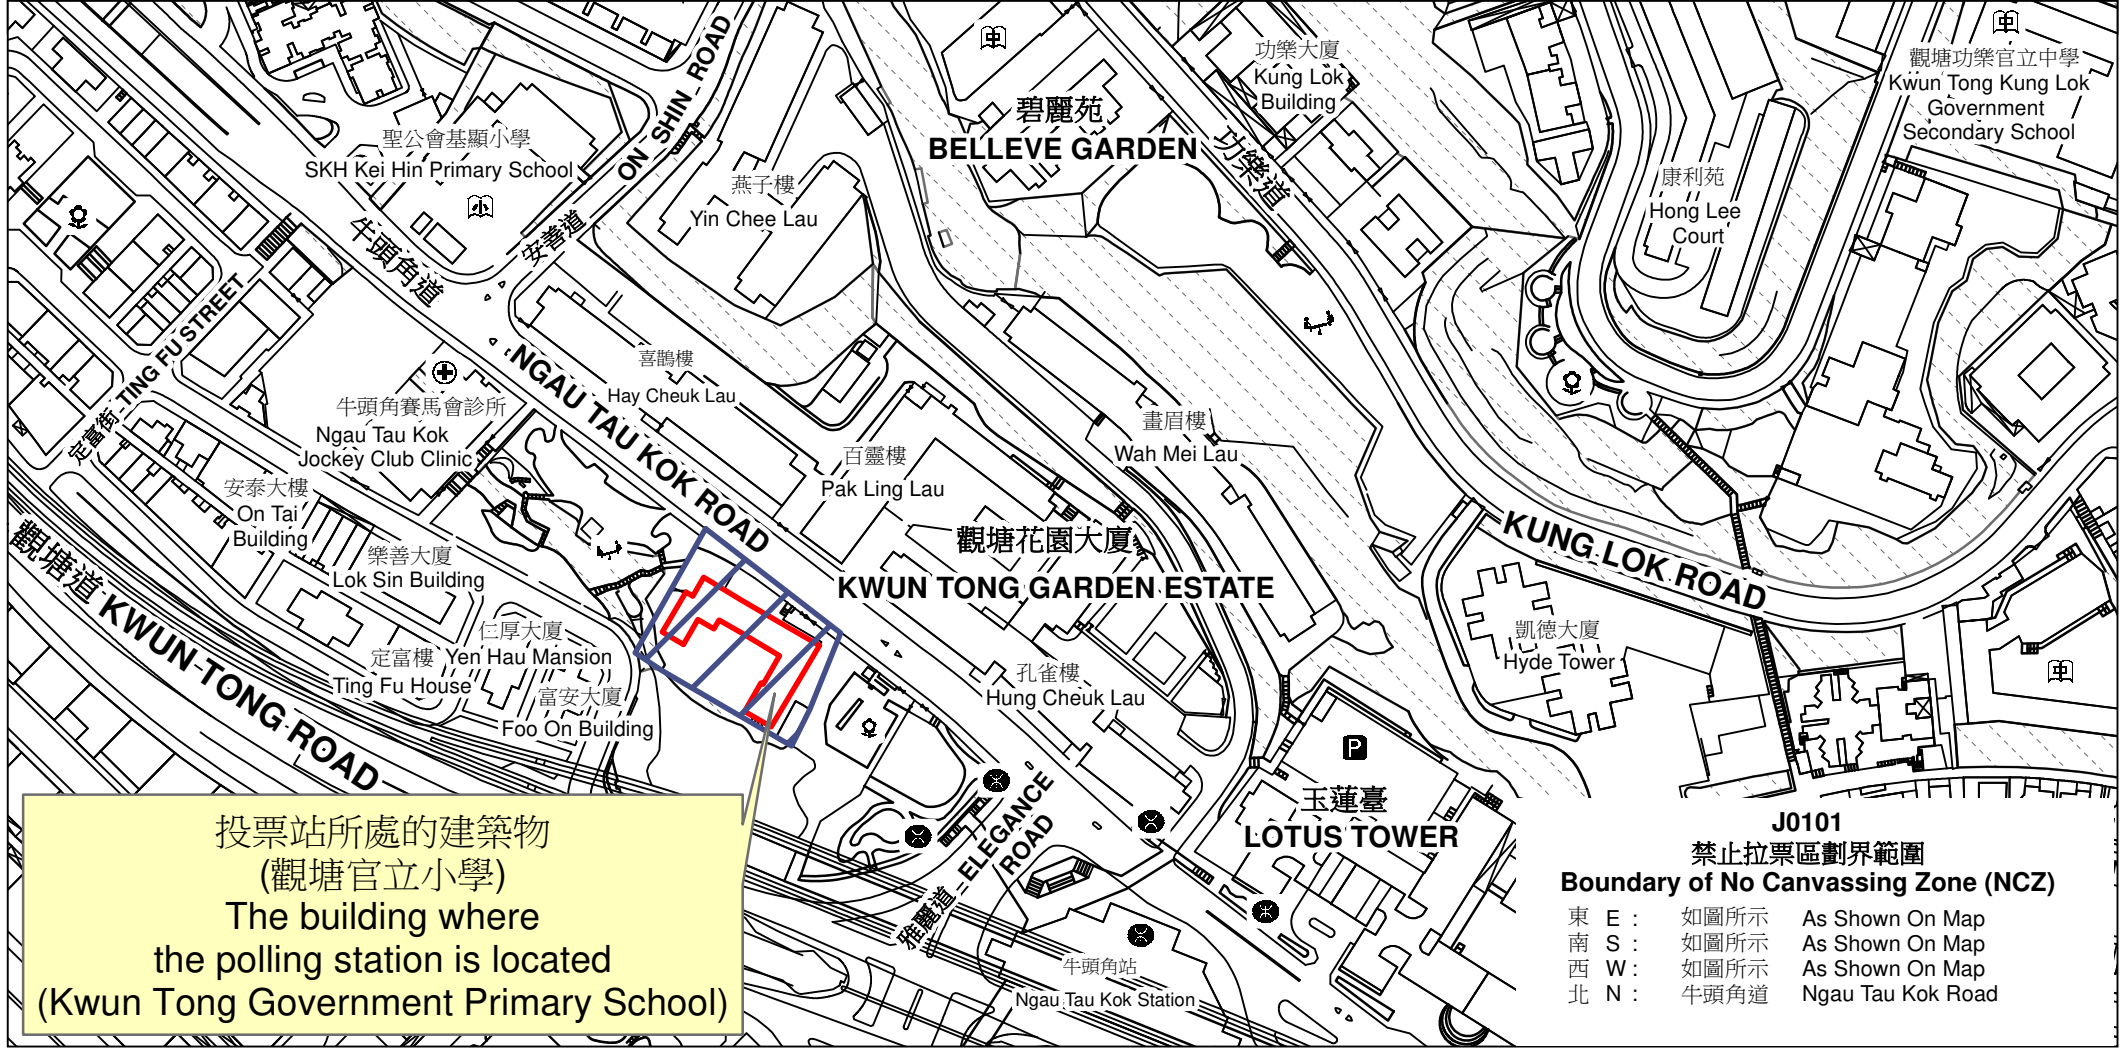 聖公會基顯小學
SKH Kei Hin Primary School
小
安善道
ON SHIN ROAD
燕子樓
Yin Chee Lau
中
碧麗苑
BELLEVE GARDEN
功樂大廈
Kung Lok
Building
功樂道
中
觀塘功樂官立中學
Kwun Tong Kung Lok
Government
Secondary School
康利苑
Hong Lee
Court
牛頭角道
NGAU TAU KOK ROAD
定富街 TING FU STREET
牛頭角賽馬會診所
Ngau Tau Kok
Jockey Club Clinic
喜鵲樓
Hay Cheuk Lau
百靈樓
Pak Ling Lau
畫眉樓
Wah Mei Lau
安泰大樓
On Tai
Building
樂善大廈
Lok Sin Building
觀塘花園大廈
KWUN TONG GARDEN ESTATE
KUNG LOK ROAD
觀塘道 KWUN TONG ROAD
仁厚大廈
Yen Hau Mansion
定富樓
Ting Fu House
富安大廈
Foo On Building
孔雀樓
Hung Cheuk Lau
凱德大廈
Hyde Tower
中
P
玉蓮臺
LOTUS TOWER
雅麗道 ELEGANCE
ROAD
牛頭角站
Ngau Tau Kok Station
投票站所處的建築物
(觀塘官立小學)
The building where
the polling station is located
(Kwun Tong Government Primary School)
J0101
禁止拉票區劃界範圍
Boundary of No Canvassing Zone (NCZ)
東 E : 如圖所示 As Shown On Map
南 S : 如圖所示 As Shown On Map
西 W : 如圖所示 As Shown On Map
北 N : 牛頭角道 Ngau Tau Kok Road